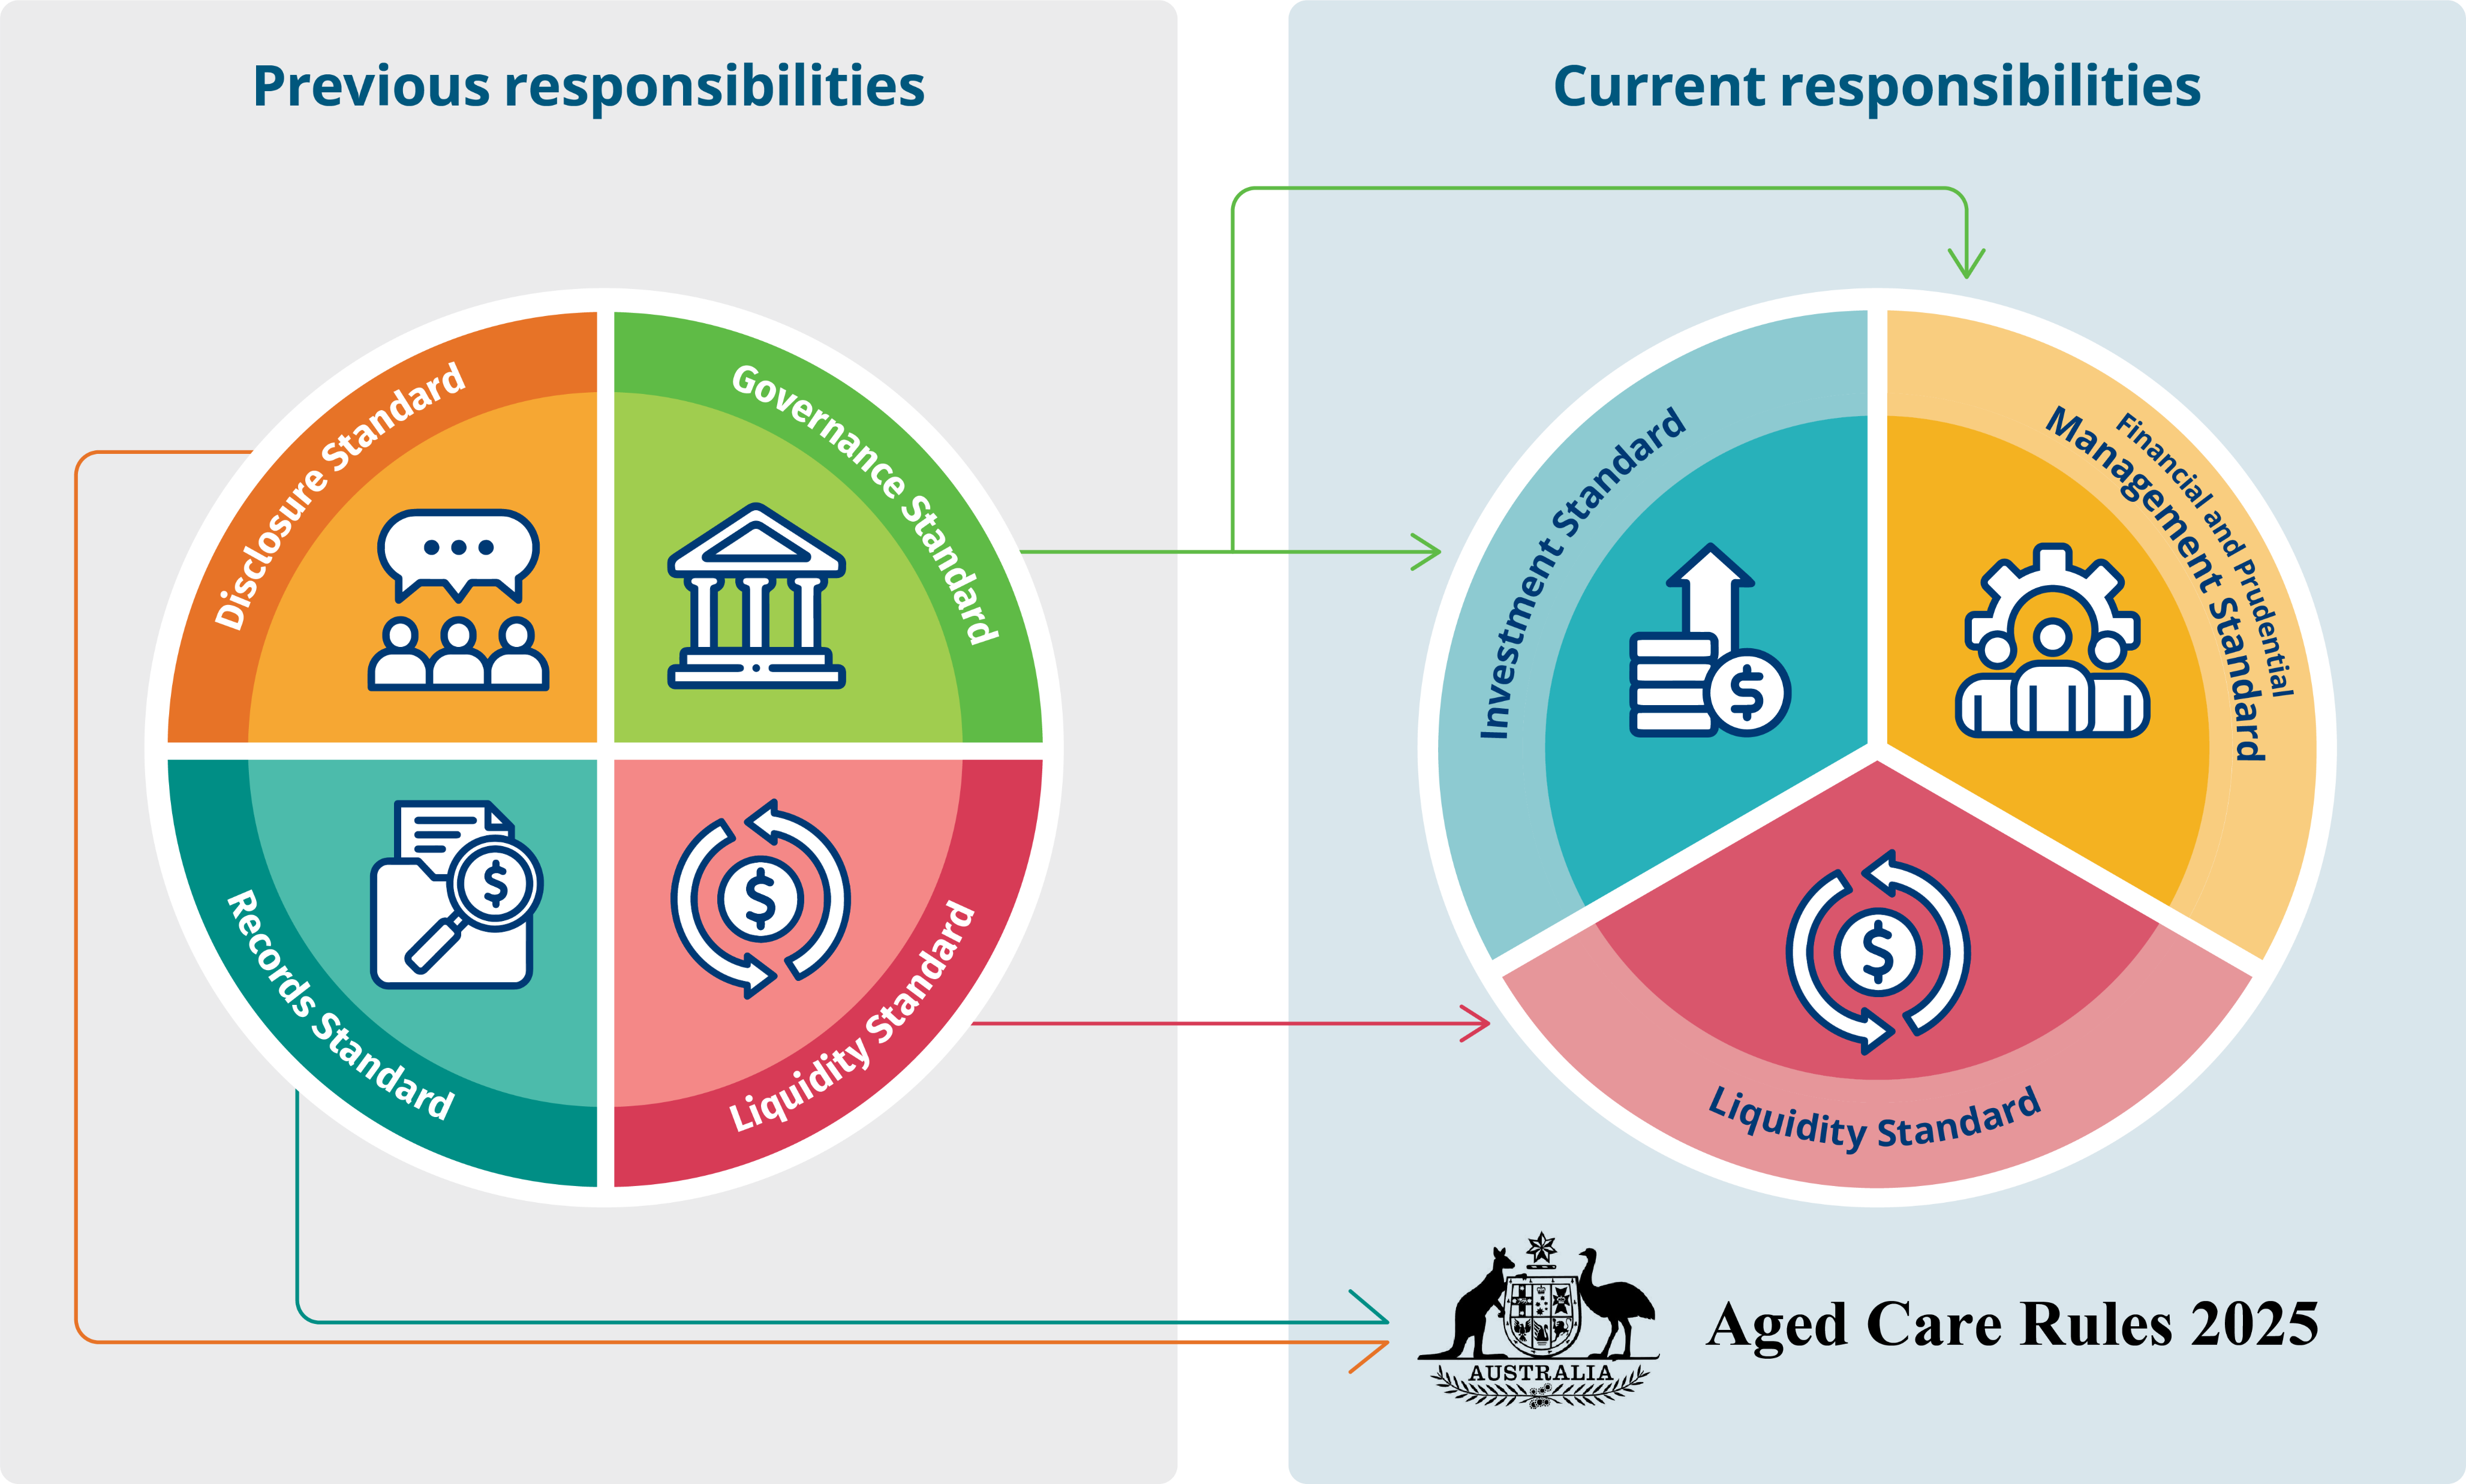 Previous responsibilities
Disclosure Standard
Governance Standard
$
Records Standard
$
Liquidity Standard
Current responsibilities
Investment Standard
$
Financial and Prudential
Management Standard
$
Liquidity Standard
AUSTRALIA
Aged Care Rules 2025